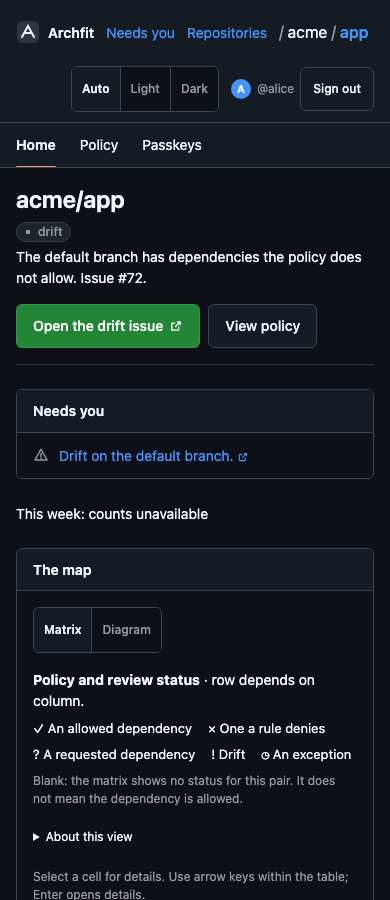 Archfit Needs you Repositories / acme / app
Auto Light Dark A @alice Sign out
Home Policy Passkeys
acme/app
• drift
The default branch has dependencies the policy does
not allow. Issue #72.
Open the drift issue View policy
Needs you
Drift on the default branch.
This week: counts unavailable
The map
Matrix Diagram
Policy and review status · row depends on
column.
✓ An allowed dependency × One a rule denies
? A requested dependency ! Drift ◷ An exception
Blank: the matrix shows no status for this pair. It does
not mean the dependency is allowed.
▶ About this view
Select a cell for details. Use arrow keys within the table;
Enter opens details.